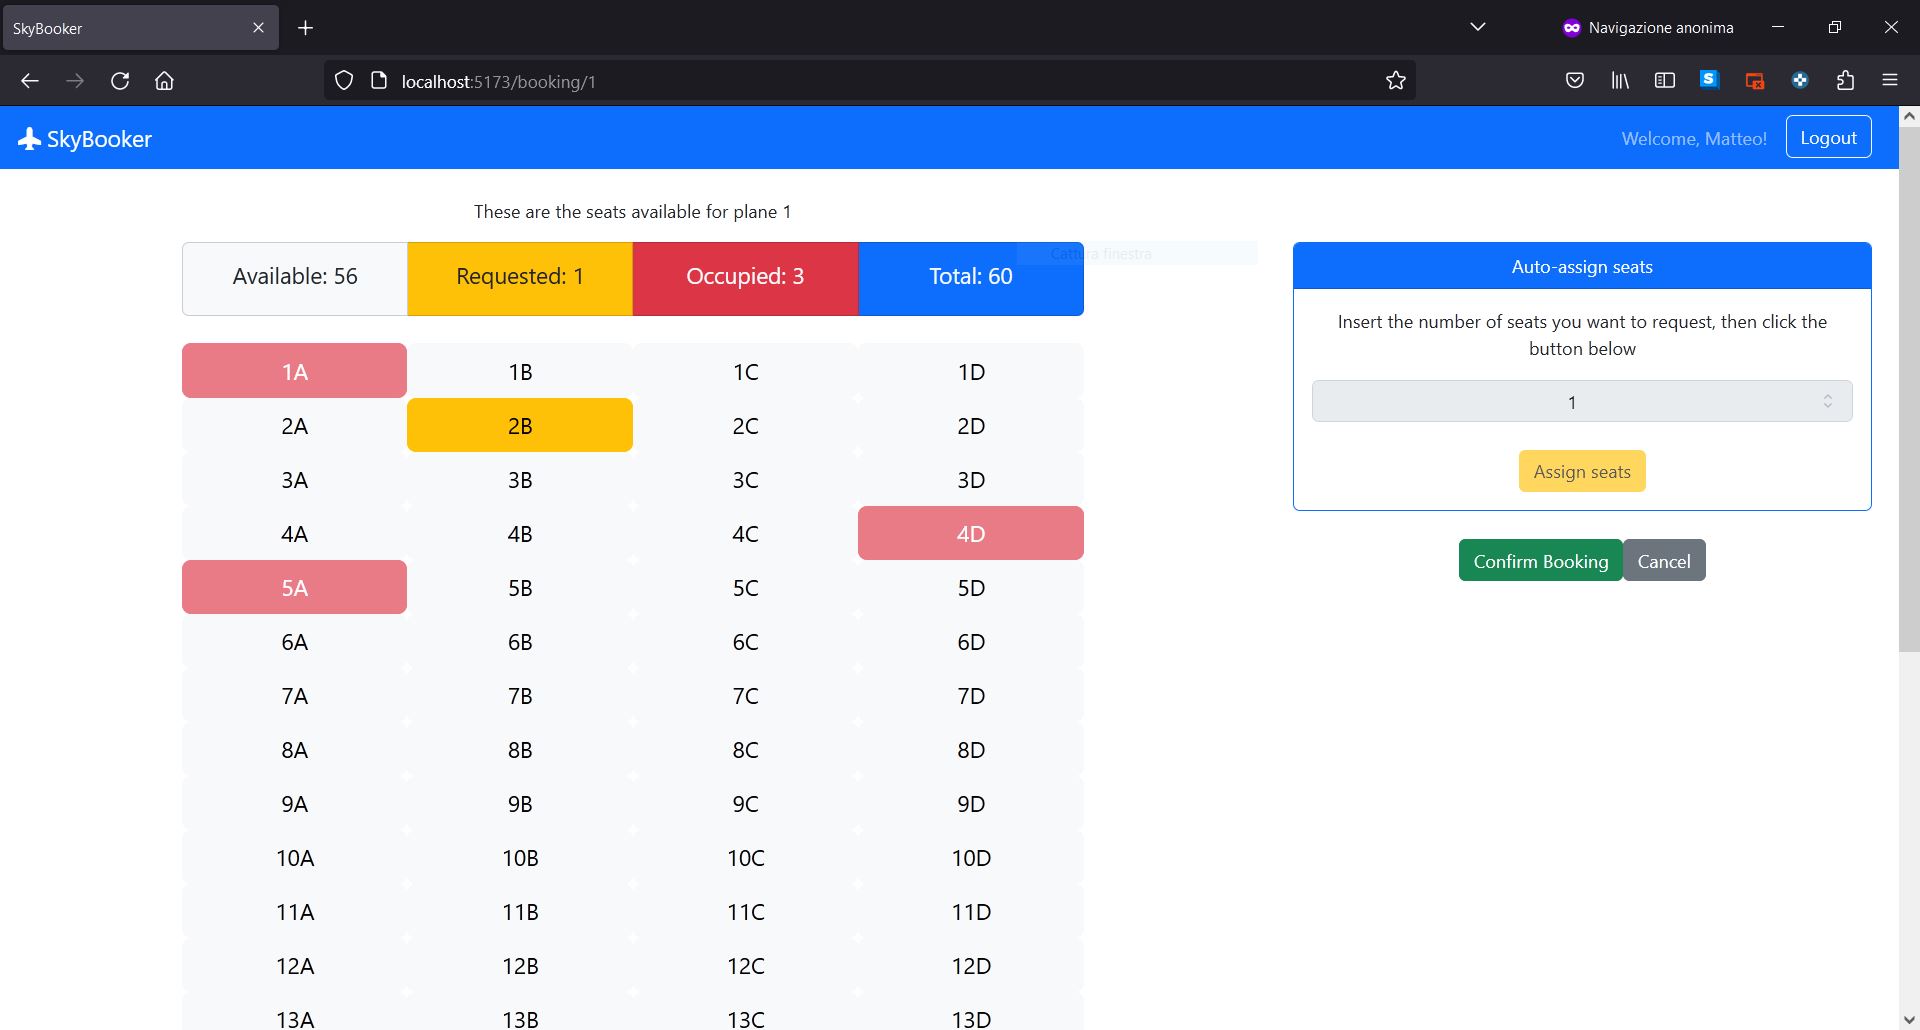 SkyBooker
Navigazione anonima
localhost:5173/booking/1
S
SkyBooker
Welcome, Matteo!
Logout
These are the seats available for plane 1
Available: 56 Requested: 1 Occupied: 3 Total: 60
Cattura finestra
Auto-assign seats
Insert the number of seats you want to request, then click the
button below
1
Assign seats
Confirm Booking Cancel
1A 1B 1C 1D
2A 2B 2C 2D
3A 3B 3C 3D
4A 4B 4C 4D
5A 5B 5C 5D
6A 6B 6C 6D
7A 7B 7C 7D
8A 8B 8C 8D
9A 9B 9C 9D
10A 10B 10C 10D
11A 11B 11C 11D
12A 12B 12C 12D
13A 13B 13C 13D